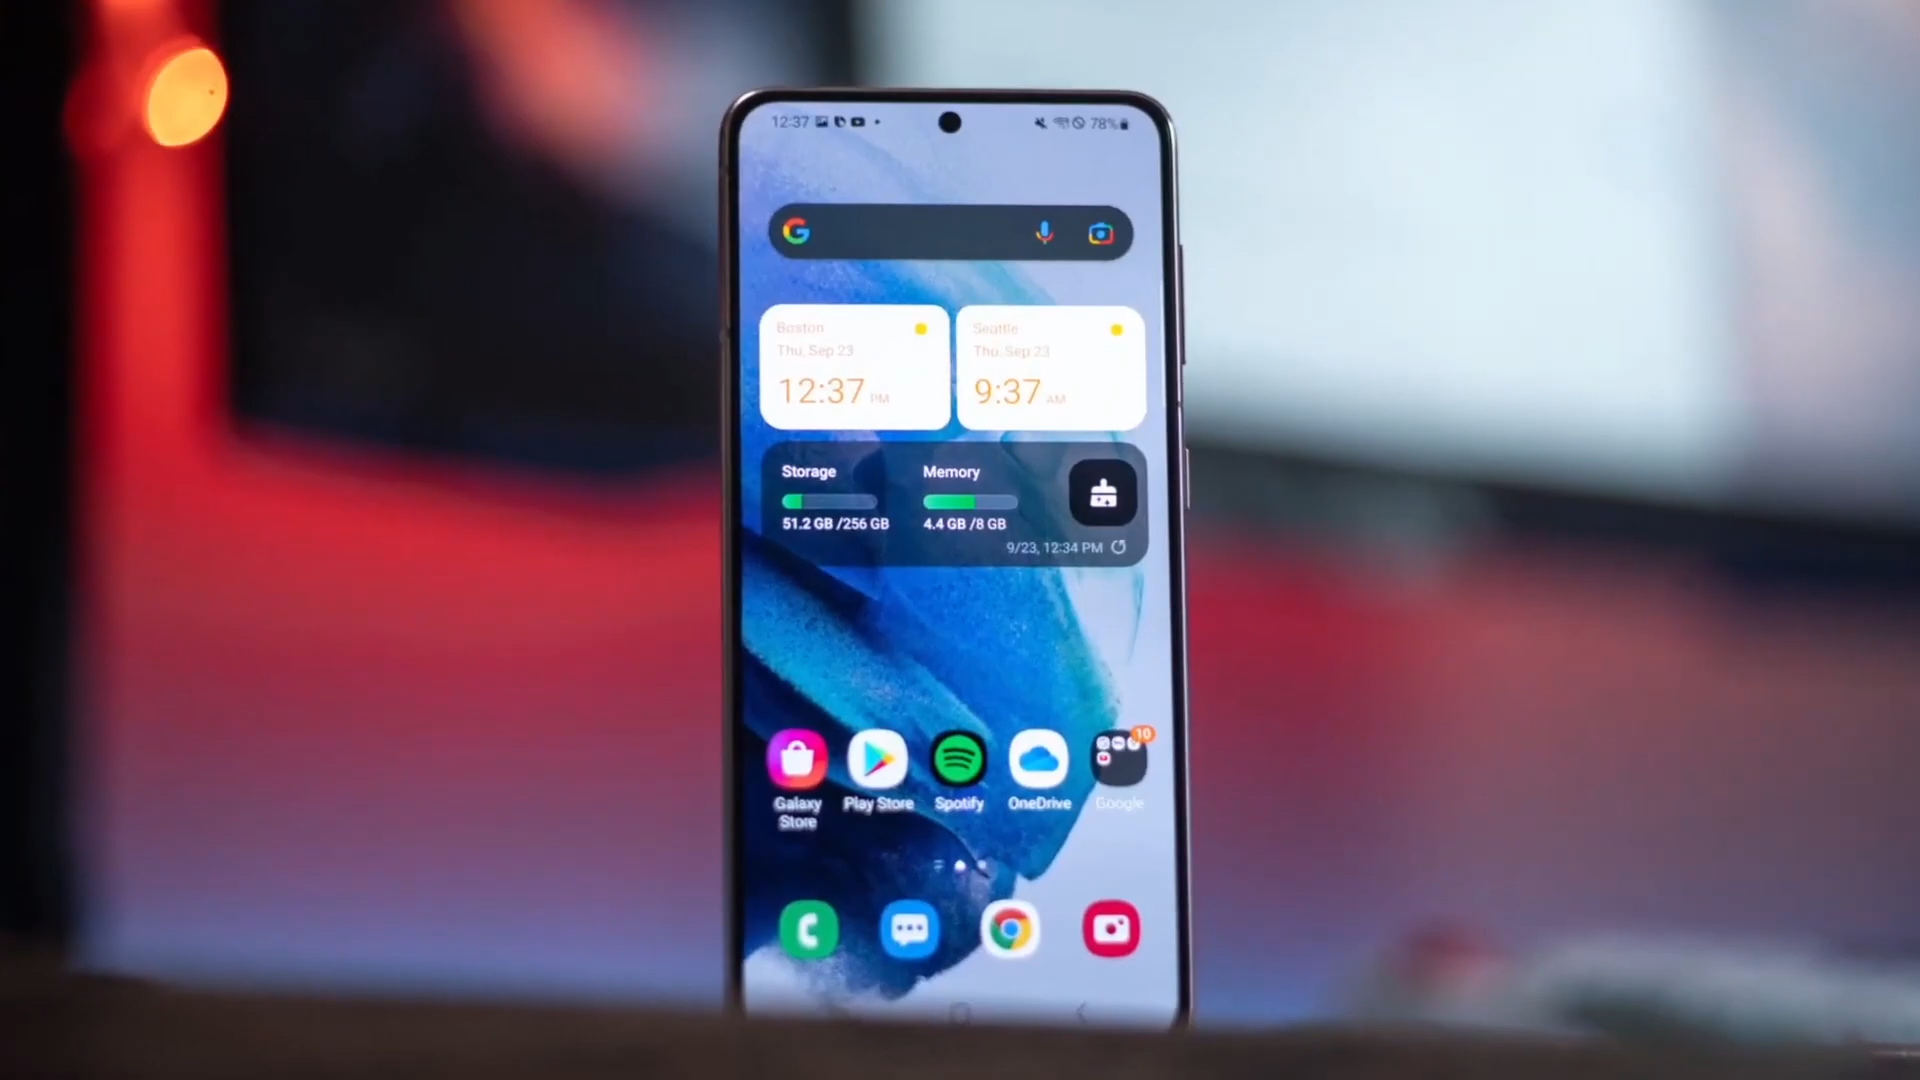 12:37
78%
Boston
Thu, Sep 23
12:37 PM
Seattle
Thu, Sep 23
9:37 AM
Storage
51.2 GB /256 GB
Memory
4.4 GB /8 GB
9/23, 12:34 PM
10
Galaxy
Store
Play Store
Spotify
OneDrive
Google